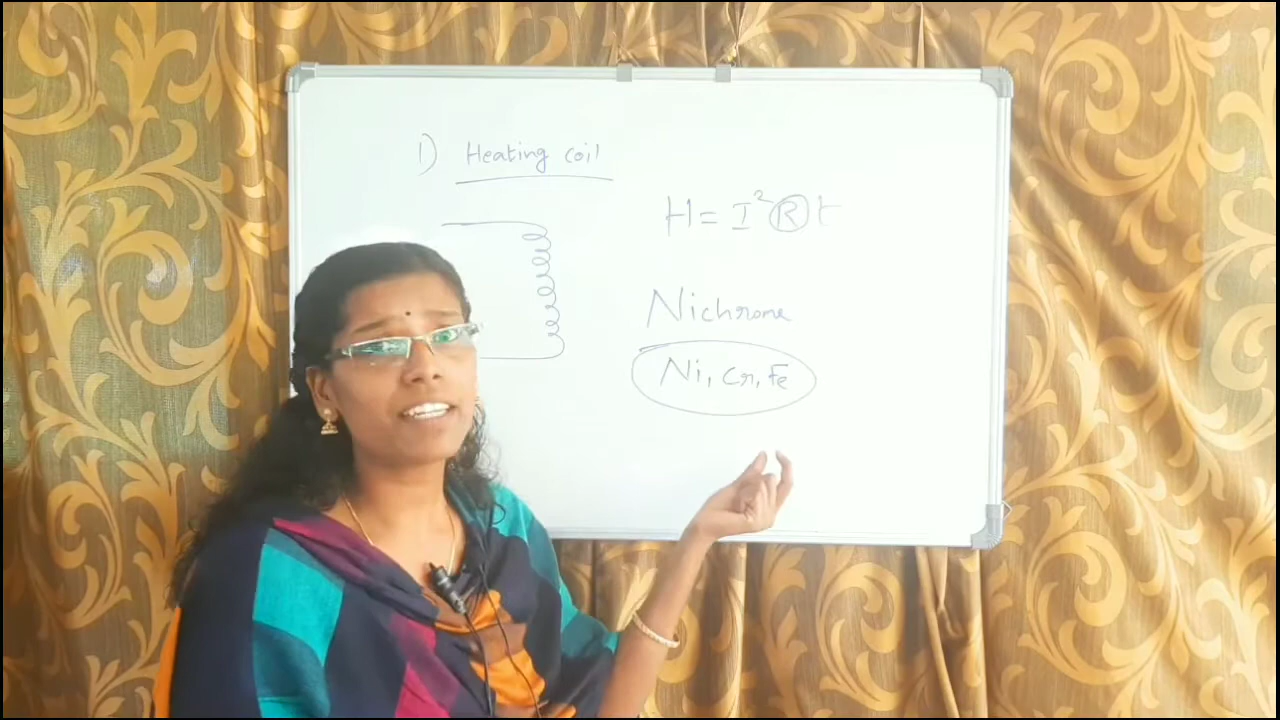 1) Heating coil
H = I²Rt
Nichrome
Ni, Cr, Fe